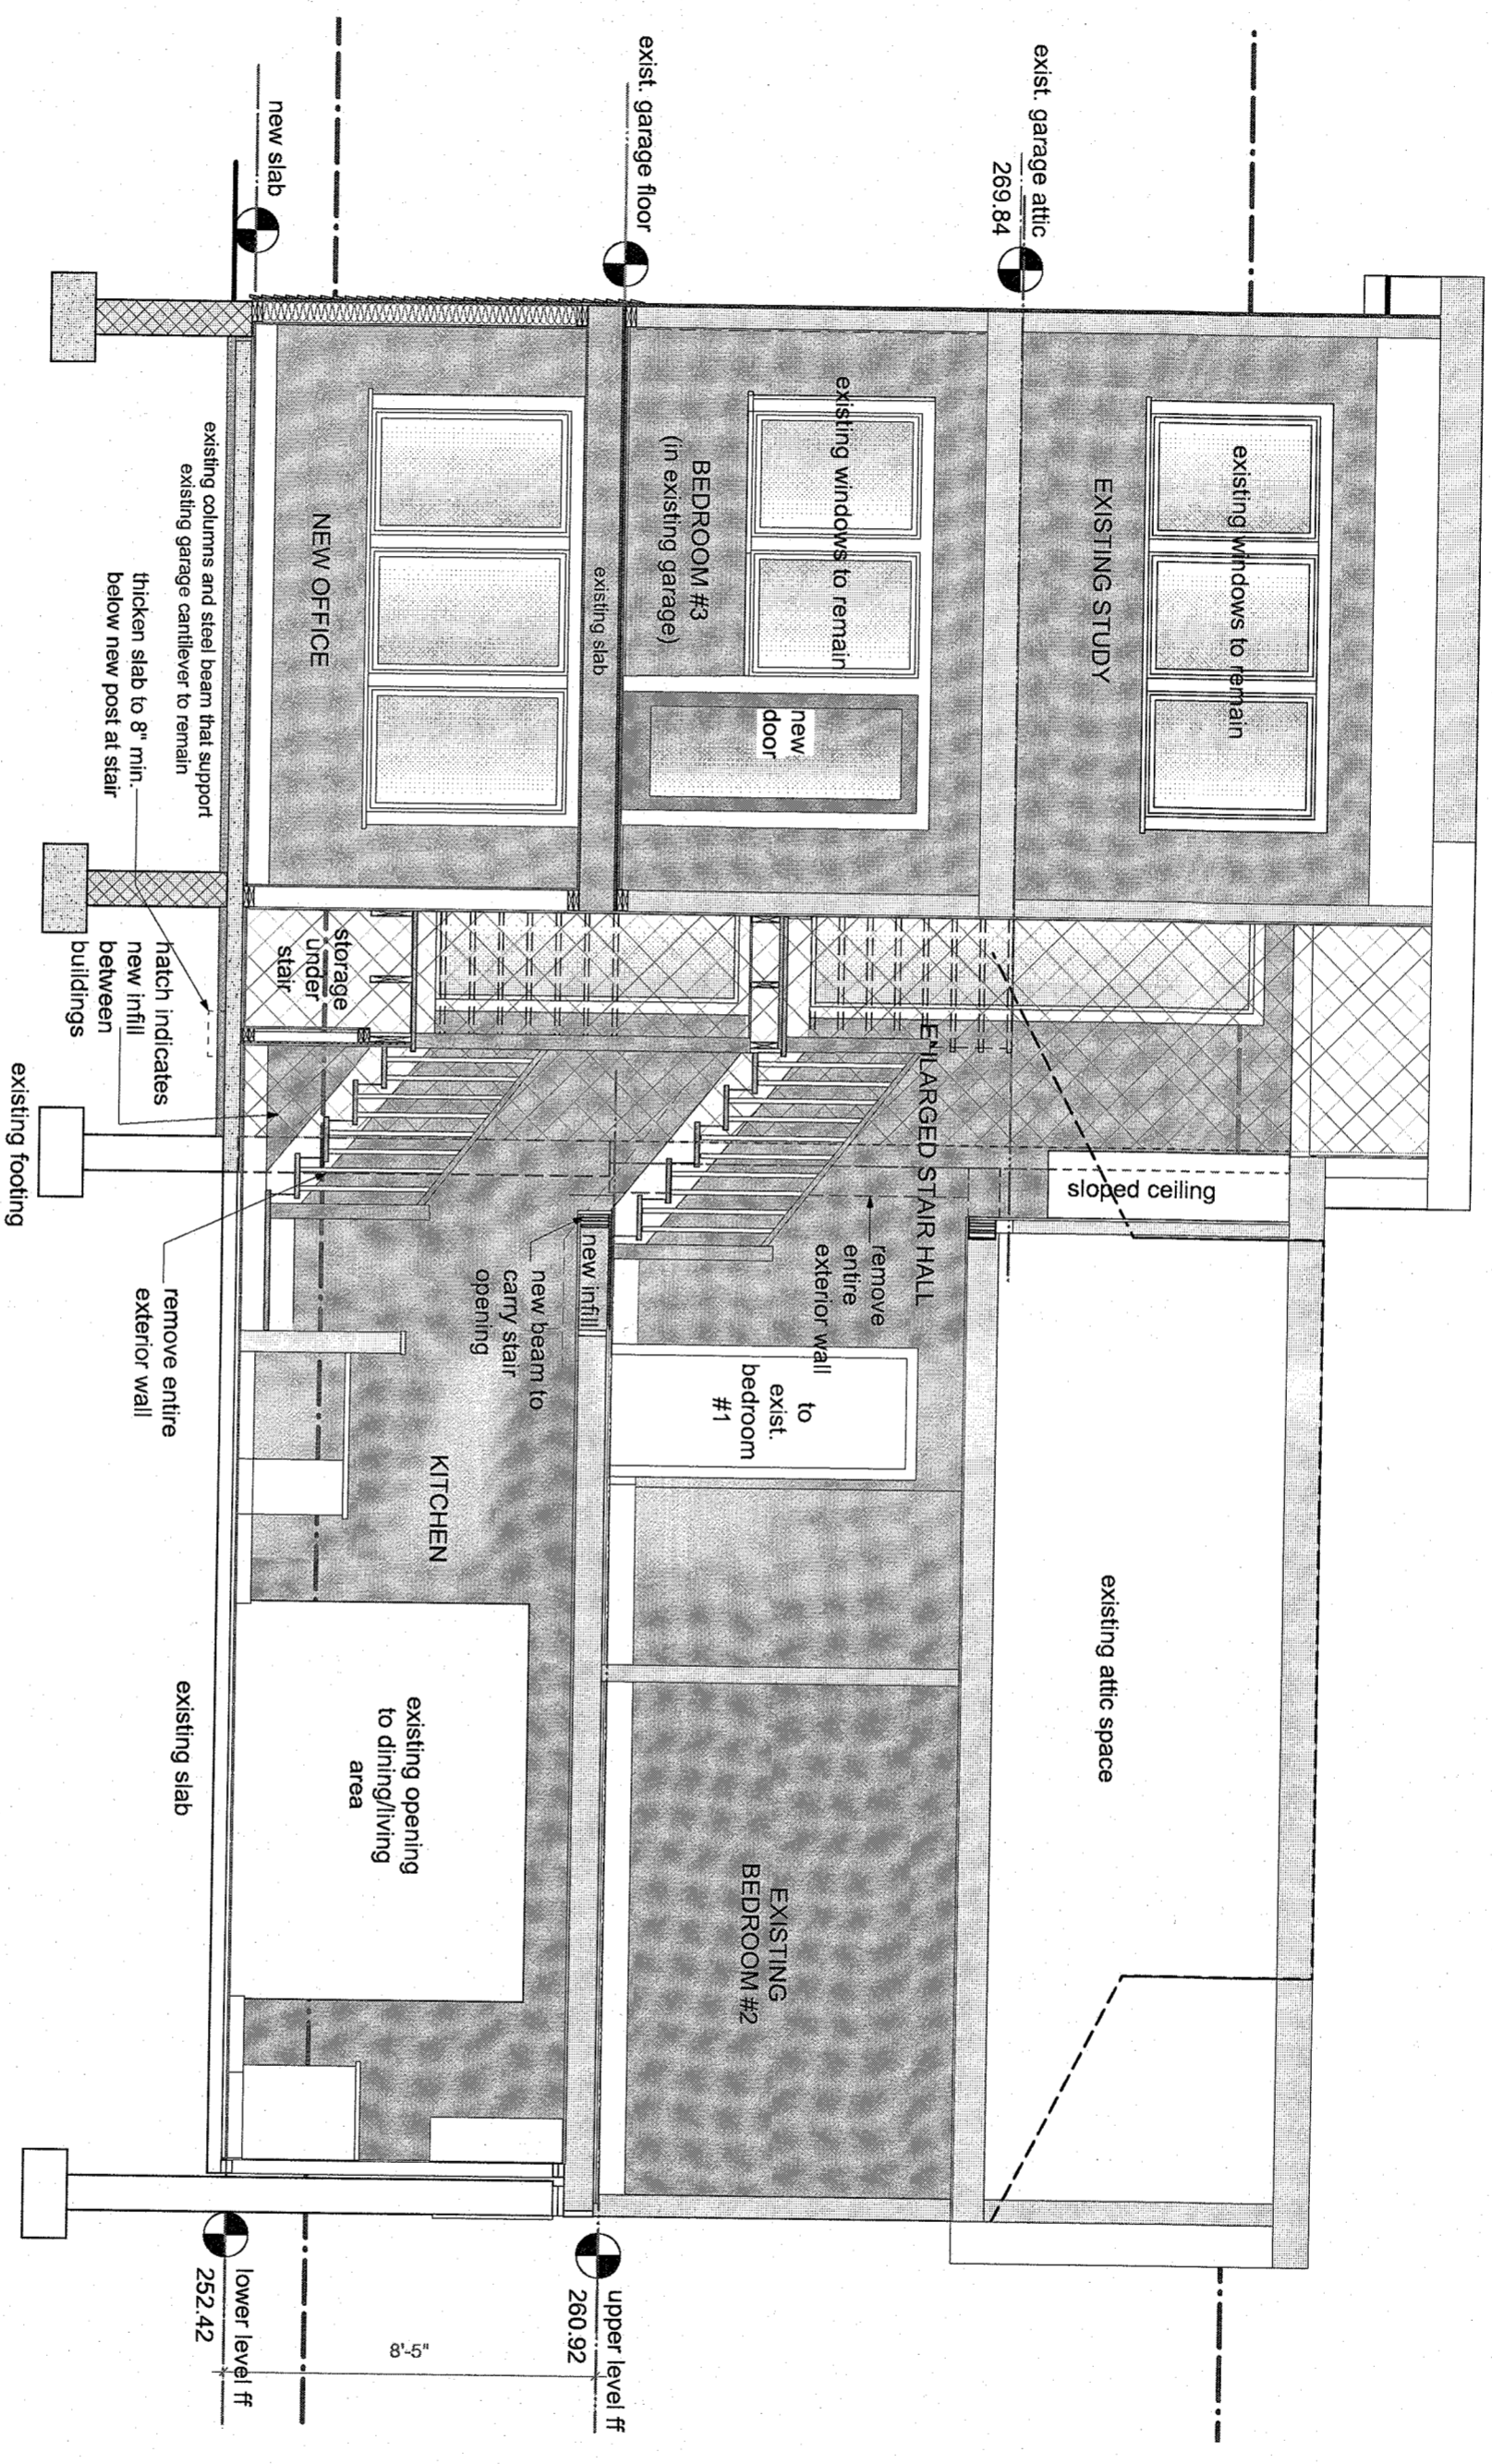 exist. garage attic
269.84
exist. garage floor
new slab
existing windows to remain
EXISTING STUDY
existing windows to remain
BEDROOM #3
(in existing garage)
new
door
existing slab
NEW OFFICE
existing columns and steel beam that support
existing garage cantilever to remain
thicken slab to 8" min.
below new post at stair
storage
under
stair
hatch indicates
new infill
between
buildings
existing footing
ENLARGED STAIR HALL
sloped ceiling
remove
entire
exterior wall
new infill
new beam to
carry stair
opening
remove entire
exterior wall
to
exist.
bedroom
#1
KITCHEN
existing attic space
existing opening
to dining/living
area
existing slab
EXISTING
BEDROOM #2
upper level ff
260.92
8'-5"
lower level ff
252.42